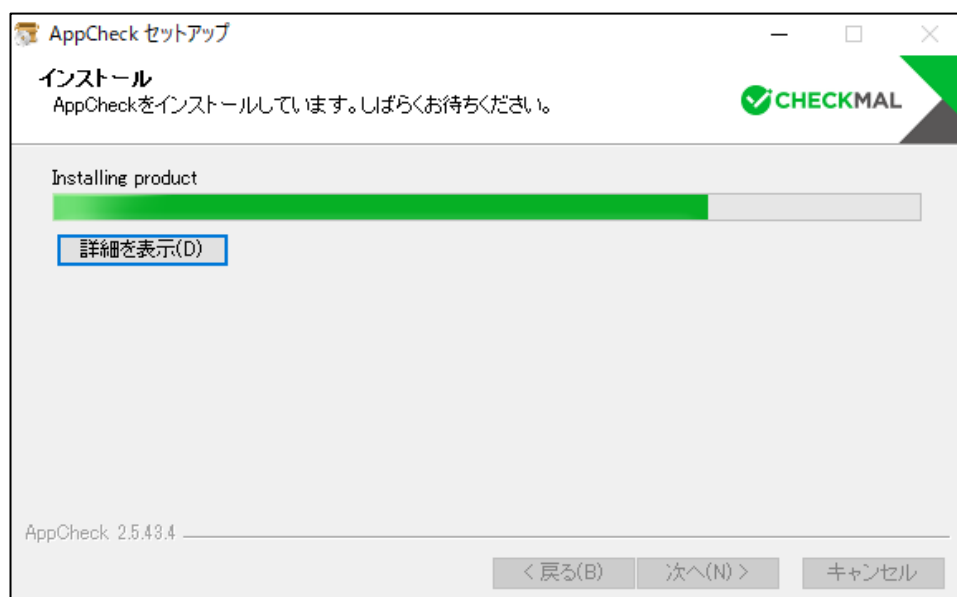 AppCheck セットアップ
インストール
AppCheckをインストールしています。しばらくお待ちください。
CHECKMAL
Installing product
詳細を表示(D)
AppCheck 2.5.43.4
< 戻る(B)
次へ(N) >
キャンセル